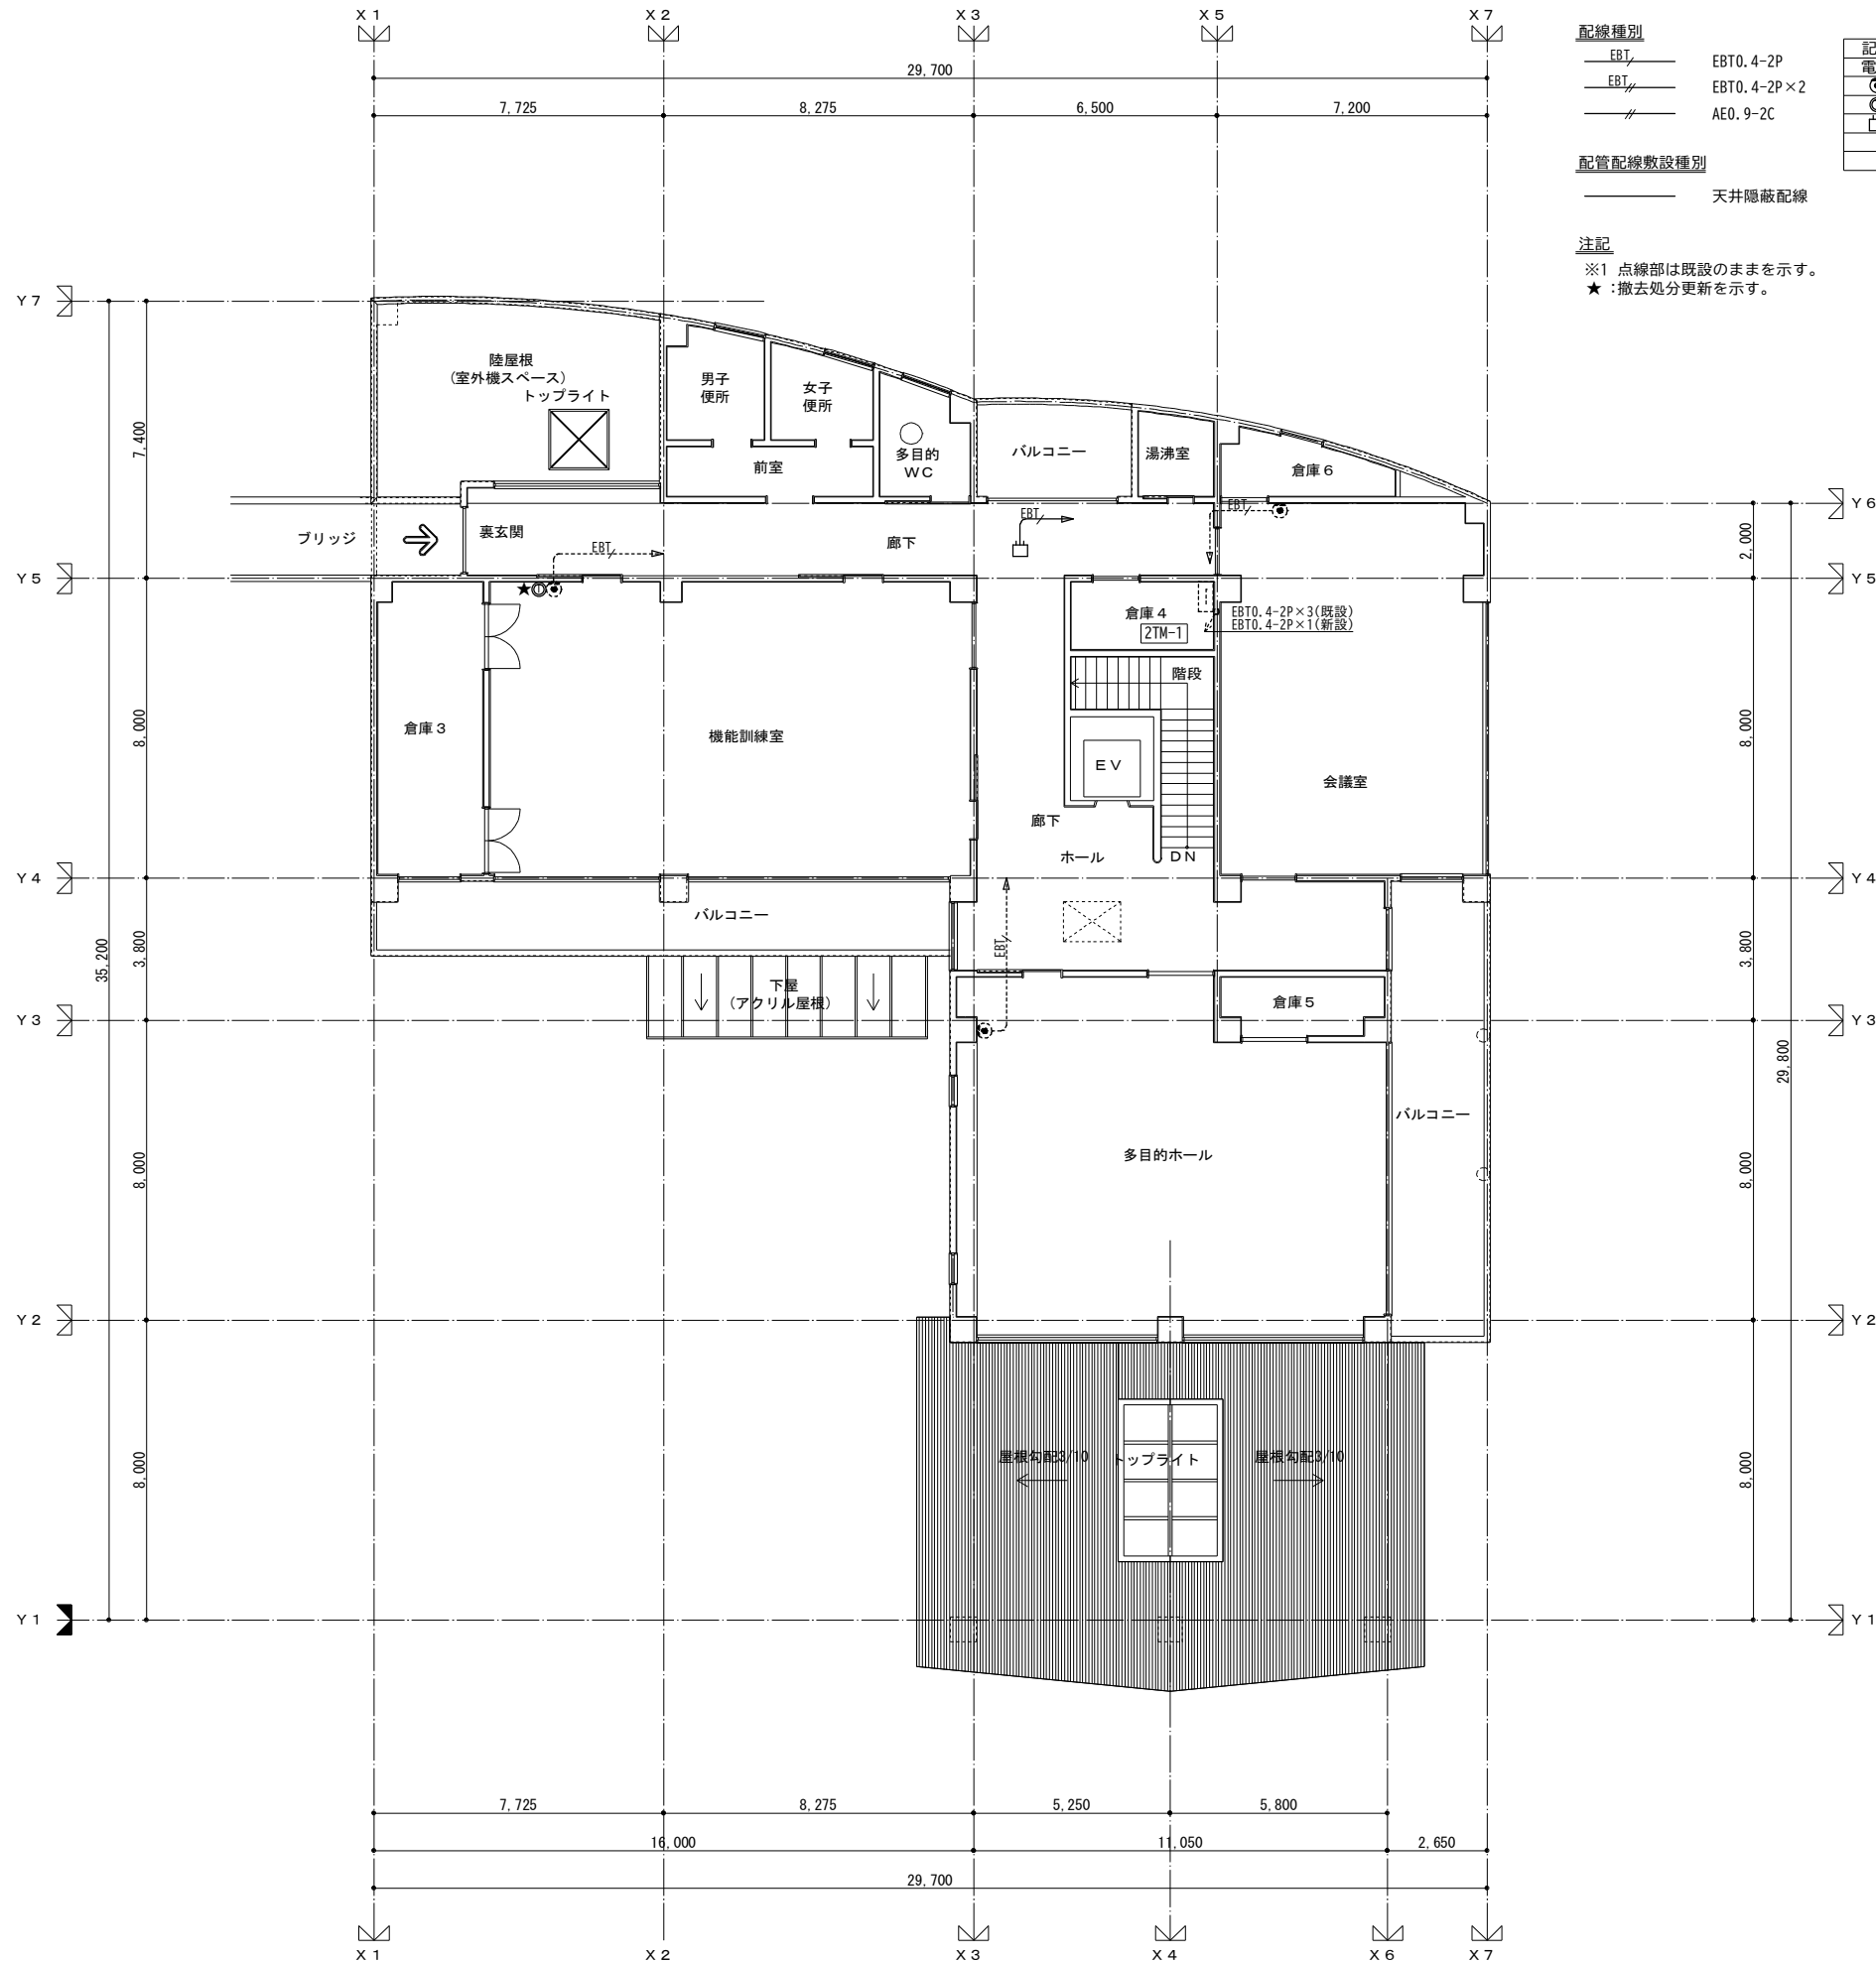 X1
X2
X3
X5
X7
29,700
7,725
8,275
6,500
7,200
配線種別
EBT
EBT0.4-2P
EBT
EBT0.4-2P×2
AE0.9-2C
配管配線敷設種別
天井隠蔽配線
注記
※1 点線部は既設のままを示す。
★:撤去処分更新を示す。
Y7
陸屋根
(室外機スペース)
トップライト
男子
便所
女子
便所
前室
多目的
WC
バルコニー
湯沸室
倉庫6
7,400
Y6
EBT
EBT
ブリッジ
裏玄関
EBT
廊下
2,000
Y5
Y5
★
倉庫4
2TM-1
EBT0.4-2P×3(既設)
EBT0.4-2P×1(新設)
階段
倉庫3
機能訓練室
EV
会議室
8,000
8,000
廊下
ホール
DN
Y4
Y4
バルコニー
EBT
35,200
3,800
3,800
下屋
(アクリル屋根)
倉庫5
Y3
Y3
29,800
バルコニー
多目的ホール
8,000
8,000
Y2
Y2
屋根勾配3/10
トップライト
屋根勾配3/10
8,000
8,000
Y1
Y1
7,725
8,275
5,250
5,800
16,000
11,050
2,650
29,700
X1
X2
X3
X4
X6
X7